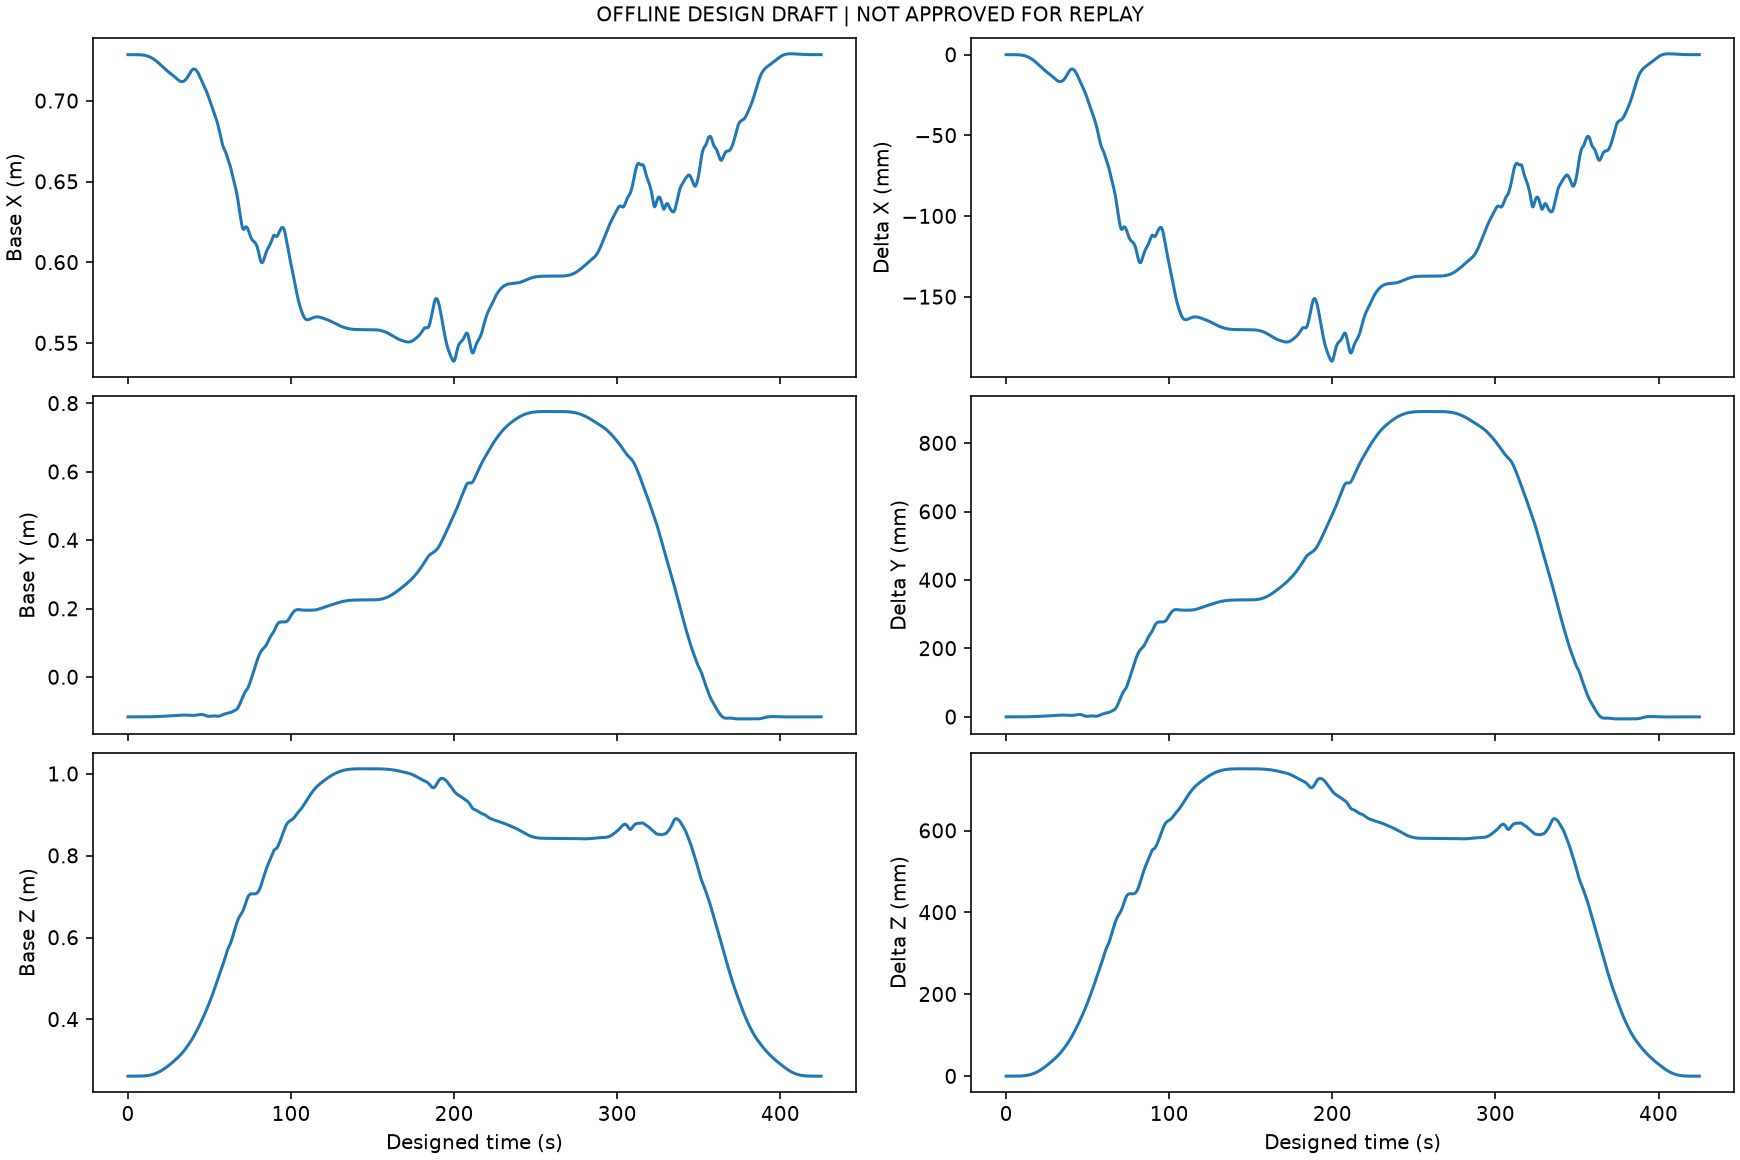 OFFLINE DESIGN DRAFT | NOT APPROVED FOR REPLAY
Base X (m)
0.70
0.65
0.60
0.55
Delta X (mm)
0
−50
−100
−150
Base Y (m)
0.8
0.6
0.4
0.2
0.0
Delta Y (mm)
800
600
400
200
0
Base Z (m)
1.0
0.8
0.6
0.4
0 100 200 300 400
Designed time (s)
Delta Z (mm)
600
400
200
0
0 100 200 300 400
Designed time (s)